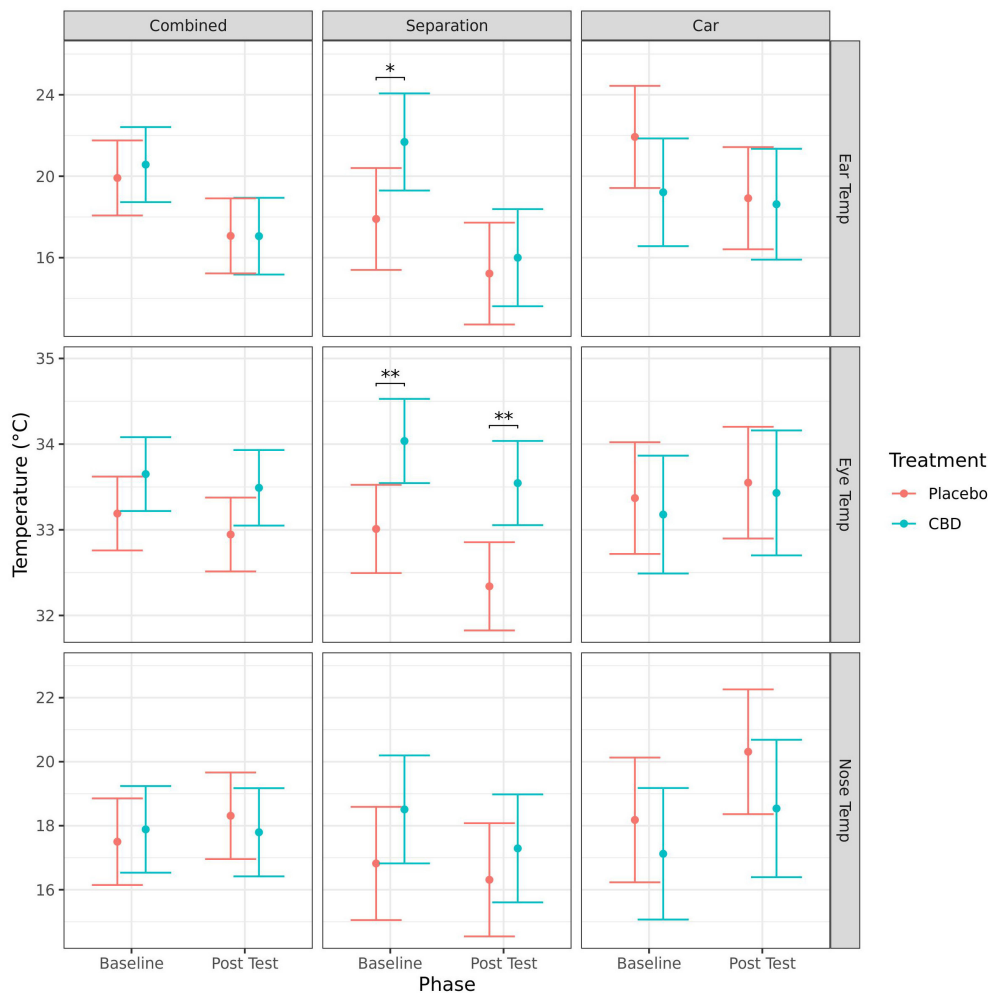 Combined Separation Car
Temperature (°C)
24
20
16
*
Ear Temp
35
34
33
32
**
**
Eye Temp
22
20
18
16
Nose Temp
Baseline Post Test Baseline Post Test Baseline Post Test
Phase
Treatment
Placebo
CBD